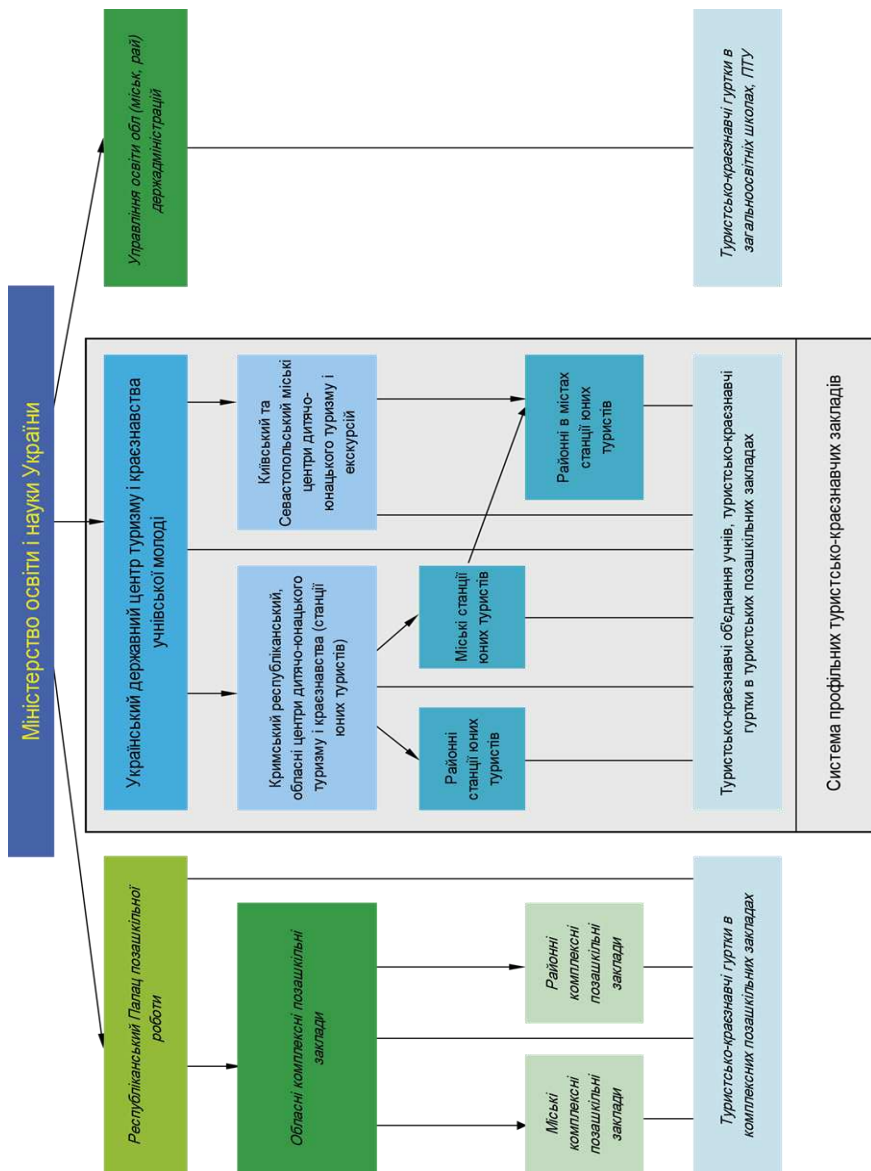 Міністерство освіти і науки України
Республіканський Палац позашкільної
роботи
Український державний центр туризму і краєзнавства
учнівської молоді
Управління освіти обл (міськ, рай)
держадміністрацій
Обласні комплексні позашкільні
заклади
Кримський республіканський,
обласні центри дитячо-юнацького
туризму і краєзнавства (станції
юних туристів)
Київський та
Севастопольский міські
центри дитячо-
юнацького туризму і
екскурсій
Районні
станції юних
туристів
Міські станції
юних туристів
Міські
комплексні
позашкільні
заклади
Районні
комплексні
позашкільні
заклади
Районні в містах
станції юних
туристів
Туристсько-краєзнавчі гуртки в
комплексних позашкільних закладах
Туристсько-краєзнавчі об'єднання учнів, туристсько-краєзнавчі
гуртки в туристських позашкільних закладах
Туристсько-краєзнавчі гуртки в
загальноосвітніх школах, ПТУ
Система профільних туристсько-краєзнавчих закладів